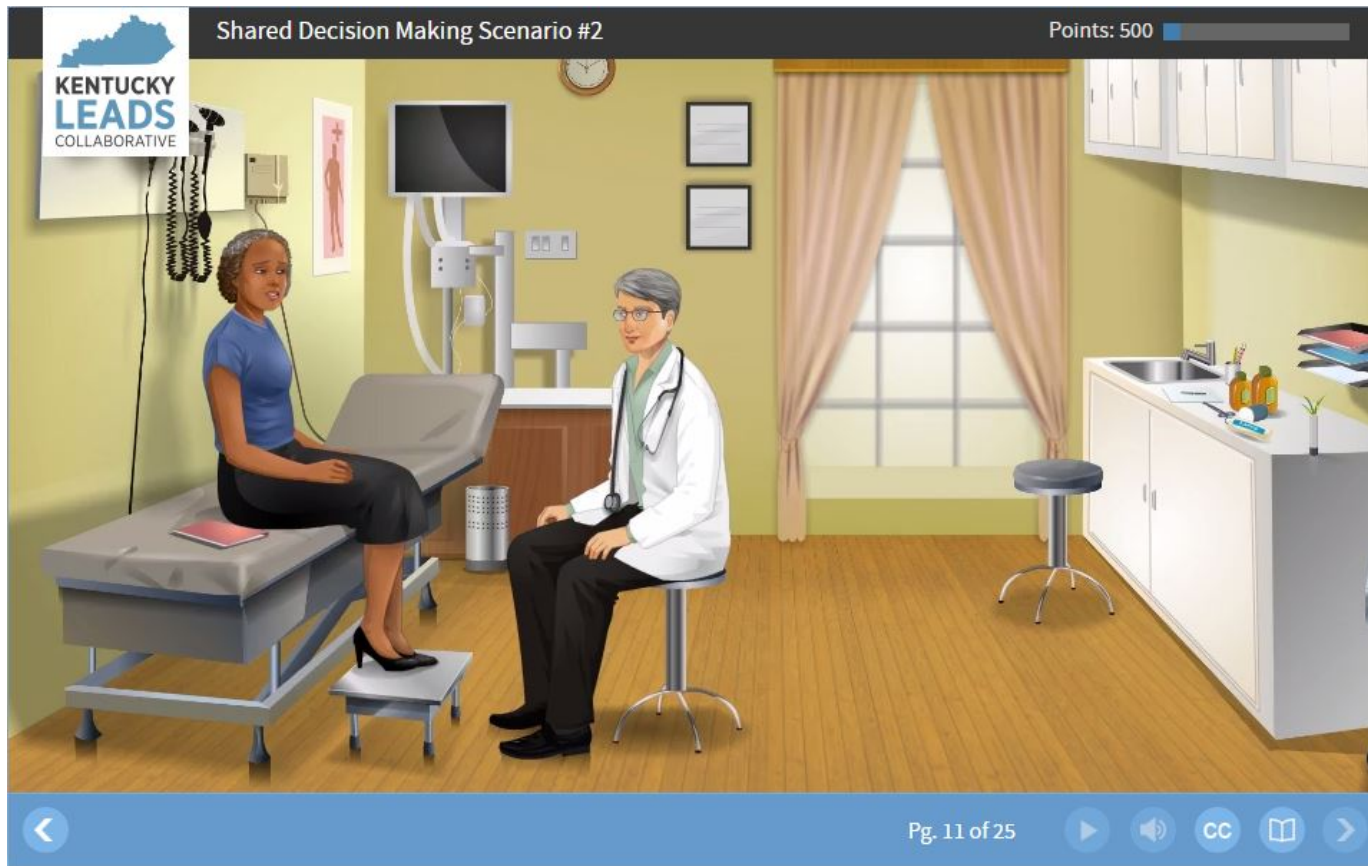 Shared Decision Making Scenario #2
Points: 500
KENTUCKY
LEADS
COLLABORATIVE
Pg. 11 of 25
CC